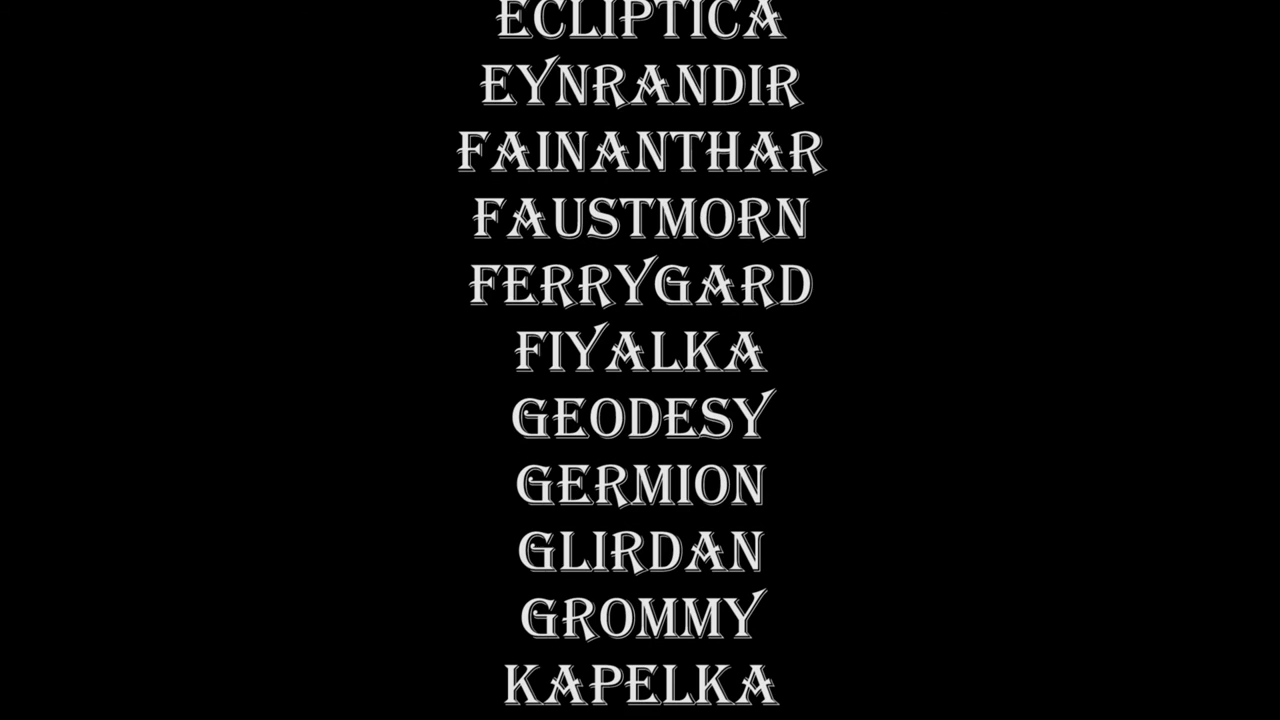 ECLIPTICA
EYNRANDIR
FAINANTHAR
FAUSTMORN
FERRYGARD
FIYALKA
GEODESY
GERMION
GLIRDAN
GROMMY
KAPELKA